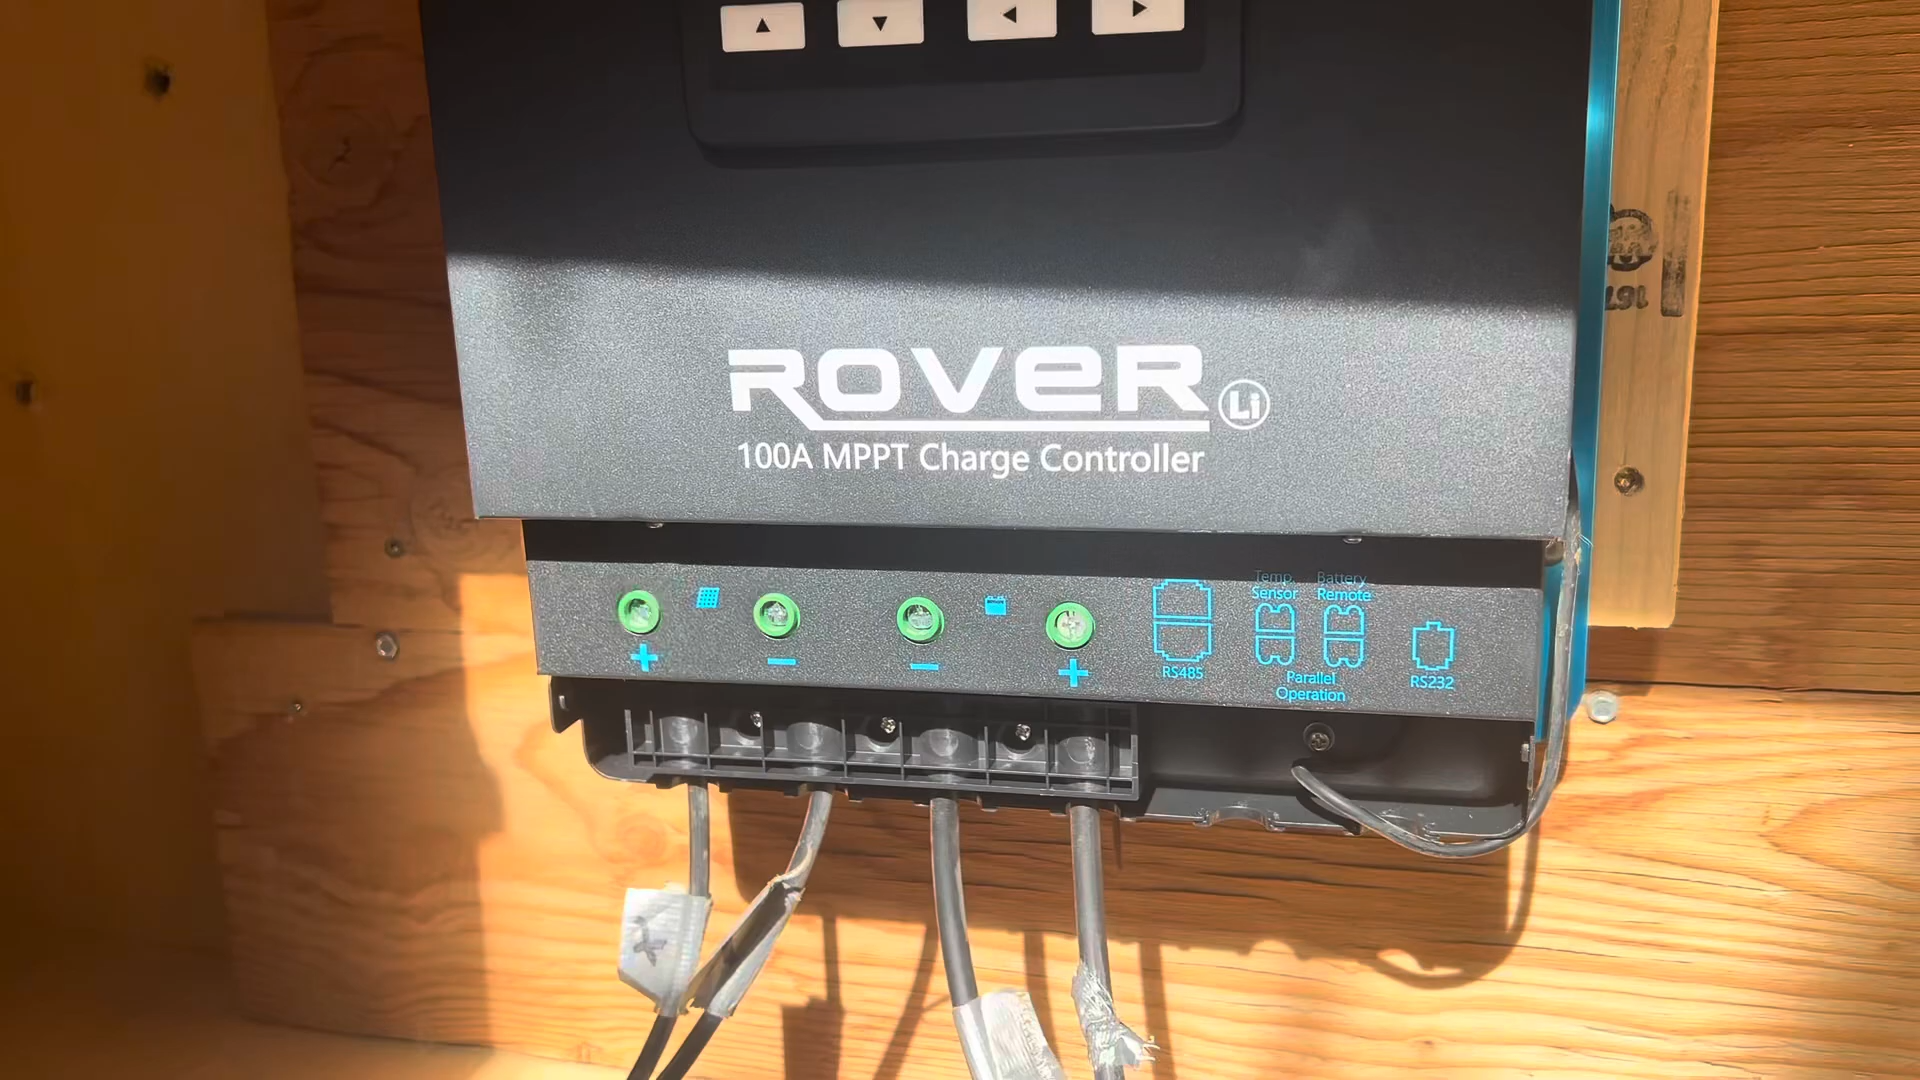 ROVER Li
100A MPPT Charge Controller
Temp. Sensor
Battery Remote
+ − − +
RS485
Parallel Operation
RS232